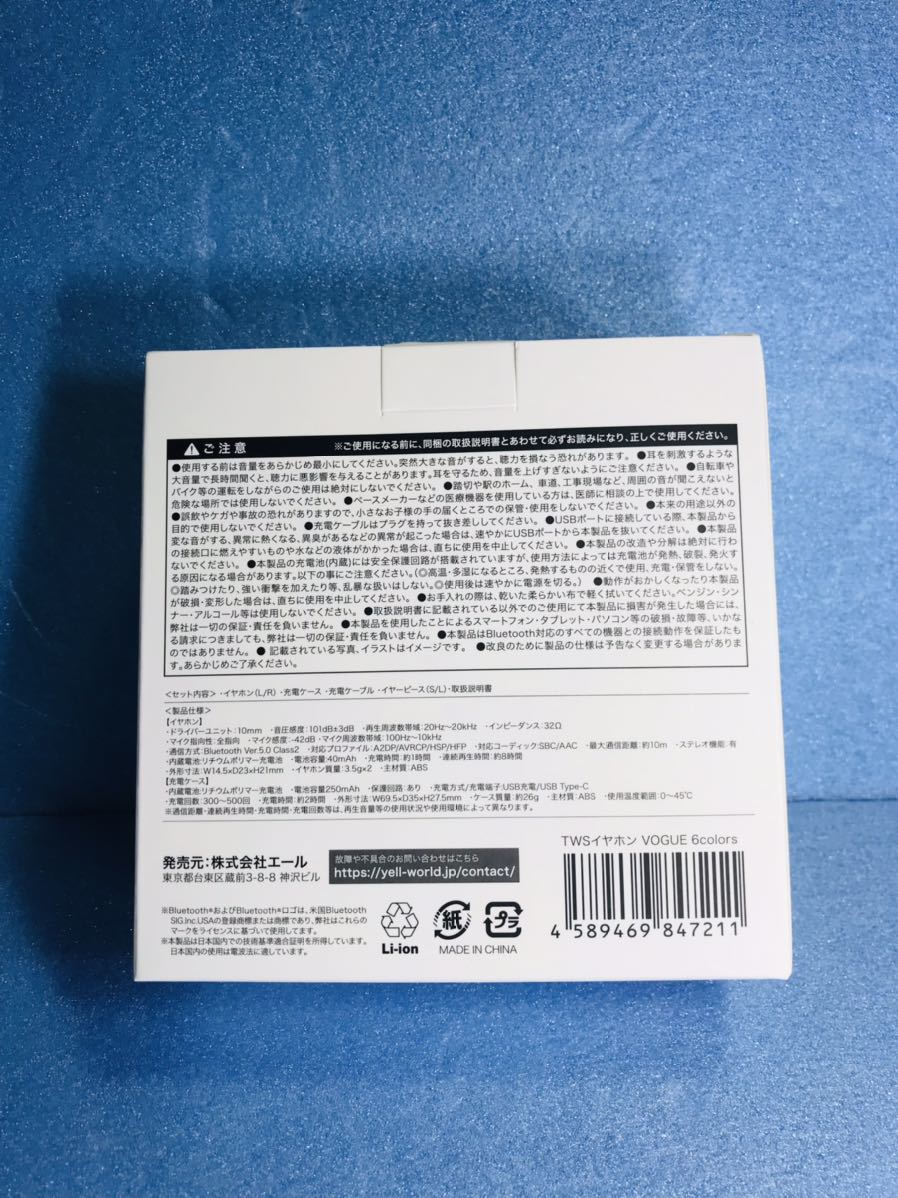 ご注意 ※ご使用になる前に、同梱の取扱説明書とあわせて必ずお読みになり、正しくご使用ください。
●使用する前は音量をあらかじめ最小にしてください。突然大きな音がすると、聴力を損なう恐れがあります。 ●耳を刺激するような
大音量で長時間聞くと、聴力に悪影響を与えることがあります。耳を守るため、音量を上げすぎないようにご注意ください。 ●自転車や
バイク等の運転をしながらのご使用は絶対にしないでください。 ●踏切や駅のホーム、車道、工事現場など、周囲の音が聞こえないと
危険な場所では使用しないでください。 ●ペースメーカーなどの医療機器を使用している方は、医師に相談の上で使用してください。
●誤飲やケガや事故の恐れがありますので、小さなお子様の手の届くところでの保管・使用をしないでください。 ●本来の用途以外の
目的で使用しないでください。 ●充電ケーブルはプラグを持って抜き差ししてください。 ●USBポートに接続している際、本製品から
変な音がする、異常に熱くなる、異臭があるなどの異常が起こった場合は、速やかにUSBポートから本製品を抜いてください。 ●本製品
の接続口に燃えやすいものや水などの液体がかかった場合は、直ちに使用を中止してください。 ●本製品の改造や分解は絶対に行わ
ないでください。 ●本製品の充電池(内蔵)には安全保護回路が搭載されていますが、使用方法によっては充電池が発熱、破裂、発火す
る原因になる場合があります。以下の事にご注意ください。(◎高温・多湿になるところ、発熱するものの近くで使用、充電・保管をしない。
◎踏みつけたり、強い衝撃を加えたり等、乱暴な扱いはしない。◎使用後は速やかに電源を切る。) ●動作がおかしくなったり本製品
が破損・変形した場合は、直ちに使用を中止してください。 ●お手入れの際は、乾いた柔らかい布で軽く拭いてください。ベンジン・シン
ナー・アルコール等は使用しないでください。 ●取扱説明書に記載されている以外でのご使用にて本製品に損害が発生した場合には、
弊社は一切の保証・責任を負いません。 ●本製品を使用したことによるスマートフォン・タブレット・パソコン等の破損・故障等、いかな
る請求につきましても、弊社は一切の保証・責任を負いません。 ●本製品はBluetooth対応のすべての機器との接続動作を保証したも
のではありません。 ● 記載されている写真、イラストはイメージです。 ●改良のために製品の仕様は予告なく変更する場合がありま
す。あらかじめご了承ください。
<セット内容> ・イヤホン(L/R) ・充電ケース ・充電ケーブル ・イヤーピース(S/L)・取扱説明書
<製品仕様>
【イヤホン】
・ドライバーユニット:10mm ・音圧感度:101dB±3dB ・再生周波数帯域:20Hz~20kHz ・インピーダンス:32Ω
・マイク指向性:全指向 ・マイク感度:-42dB ・マイク周波数帯域:100Hz~10kHz
・通信方式:Bluetooth Ver.5.0 Class2 ・対応プロファイル:A2DP/AVRCP/HSP/HFP ・対応コーディック:SBC/AAC ・最大通信距離:約10m ・ステレオ機能:有
・内蔵電池:リチウムポリマー充電池 ・電池容量:40mAh ・充電時間:約1時間 ・連続再生時間:約8時間
・外形寸法:W14.5xD23xH21mm ・イヤホン質量:3.5g×2 ・主材質:ABS
【充電ケース】
・内蔵電池:リチウムポリマー充電池 ・電池容量250mAh ・保護回路:あり ・充電方式/充電端子:USB充電/USB Type-C
・充電回数:300~500回 ・充電時間:約2時間 ・外形寸法:W69.5xD35xH27.5mm ・ケース質量:約26g ・主材質:ABS ・使用温度範囲:0~45℃
※通信距離・連続再生時間・充電時間・充電回数等は、再生音量等の使用状況や使用環境によって異なります。
TWSイヤホン VOGUE 6colors
発売元:株式会社エール
東京都台東区蔵前3-8-8 神沢ビル
故障や不具合のお問い合わせはこちら
https://yell-world.jp/contact/
※Bluetooth®およびBluetooth®ロゴは、米国Bluetooth
SIG.Inc.USAの登録商標または商標であり、弊社はこれらの
マークをライセンスに基づいて使用してます。
※本製品は日本国内での技術基準適合証明を所得しています。
日本国内の使用は電波法に適しています。
Li-ion
紙
プラ
MADE IN CHINA
4 589469 847211